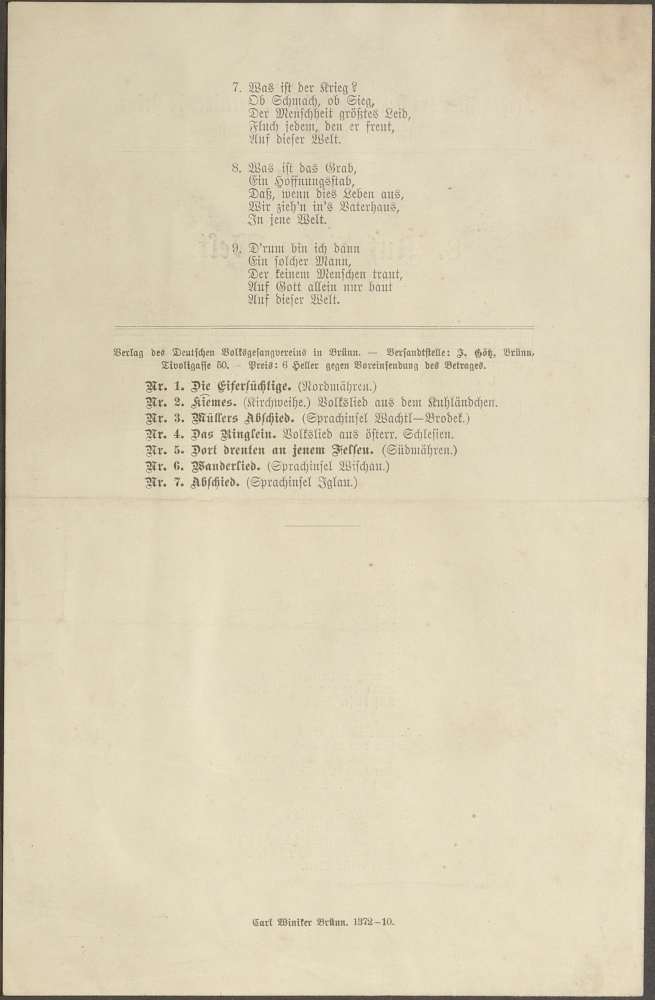 7. Was ist der Krieg?
Ob Schmach, ob Sieg,
Der Menschheit größtes Leid,
Fluch jedem, den er freut,
Auf dieser Welt.
8. Was ist das Grab,
Ein Hoffnungsstab,
Daß, wenn dies Leben aus,
Wir zieh'n in's Vaterhaus,
In jene Welt.
9. D'rum bin ich dann
Ein solcher Mann,
Der keinem Menschen traut,
Auf Gott allein nur baut
Auf dieser Welt.
Verlag des Deutschen Volksgesangvereins in Brünn. — Versandtstelle: J. Götz, Brünn,
Tivoligasse 50. – Preis: 6 Heller gegen Voreinsendung des Betrages.
Nr. 1. Die Eifersüchtige. (Nordmähren.)
Nr. 2. Kiemes. (Kirchweihe.) Volkslied aus dem Kuhländchen.
Nr. 3. Müllers Abschied. (Sprachinsel Wachtl—Brodek.)
Nr. 4. Das Ringlein. Volkslied aus österr. Schlesien.
Nr. 5. Dort drenten an jenem Felsen. (Südmähren.)
Nr. 6. Wanderlied. (Sprachinsel Wischau.)
Nr. 7. Abschied. (Sprachinsel Iglau.)
Carl Winiker Brünn. 1372–10.